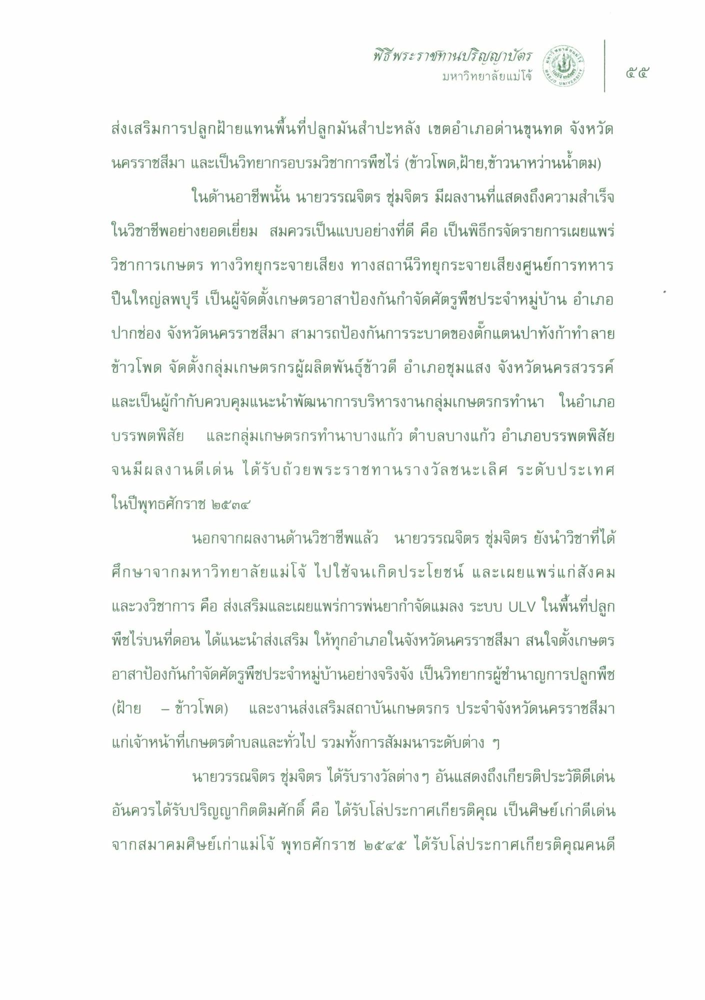 พิธีพระราชทานปริญญาบัตร
มหาวิทยาลัยแม่โจ้
มหาวิทยาลัยแม่โจ้
แม่โจ้ ๒๔๗๗
MAEJO UNIVERSITY
๕๕
ส่งเสริมการปลูกฝ้ายแทนพื้นที่ปลูกมันสำปะหลัง เขตอำเภอด่านขุนทด จังหวัด
นครราชสีมา และเป็นวิทยากรอบรมวิชาการพืชไร่ (ข้าวโพด,ฝ้าย,ข้าวนาหว่านน้ำตม)
ในด้านอาชีพนั้น นายวรรณจิตร ชุ่มจิตร มีผลงานที่แสดงถึงความสำเร็จ
ในวิชาชีพอย่างยอดเยี่ยม สมควรเป็นแบบอย่างที่ดี คือ เป็นพิธีกรจัดรายการเผยแพร่
วิชาการเกษตร ทางวิทยุกระจายเสียง ทางสถานีวิทยุกระจายเสียงศูนย์การทหาร
ปืนใหญ่ลพบุรี เป็นผู้จัดตั้งเกษตรอาสาป้องกันกำจัดศัตรูพืชประจำหมู่บ้าน อำเภอ
ปากช่อง จังหวัดนครราชสีมา สามารถป้องกันการระบาดของตั๊กแตนปาทังก้าทำลาย
ข้าวโพด จัดตั้งกลุ่มเกษตรกรผู้ผลิตพันธุ์ข้าวดี อำเภอชุมแสง จังหวัดนครสวรรค์
และเป็นผู้กำกับควบคุมแนะนำพัฒนาการบริหารงานกลุ่มเกษตรกรทำนา ในอำเภอ
บรรพตพิสัย และกลุ่มเกษตรกรทำนาบางแก้ว ตำบลบางแก้ว อำเภอบรรพตพิสัย
จนมีผลงานดีเด่น ได้รับถ้วยพระราชทานรางวัลชนะเลิศ ระดับประเทศ
ในปีพุทธศักราช ๒๕๓๔
นอกจากผลงานด้านวิชาชีพแล้ว นายวรรณจิตร ชุ่มจิตร ยังนำวิชาที่ได้
ศึกษาจากมหาวิทยาลัยแม่โจ้ ไปใช้จนเกิดประโยชน์ และเผยแพร่แก่สังคม
และวงวิชาการ คือ ส่งเสริมและเผยแพร่การพ่นยากำจัดแมลง ระบบ ULV ในพื้นที่ปลูก
พืชไร่บนที่ดอน ได้แนะนำส่งเสริม ให้ทุกอำเภอในจังหวัดนครราชสีมา สนใจตั้งเกษตร
อาสาป้องกันกำจัดศัตรูพืชประจำหมู่บ้านอย่างจริงจัง เป็นวิทยากรผู้ชำนาญการปลูกพืช
(ฝ้าย – ข้าวโพด) และงานส่งเสริมสถาบันเกษตรกร ประจำจังหวัดนครราชสีมา
แก่เจ้าหน้าที่เกษตรตำบลและทั่วไป รวมทั้งการสัมมนาระดับต่าง ๆ
นายวรรณจิตร ชุ่มจิตร ได้รับรางวัลต่างๆ อันแสดงถึงเกียรติประวัติดีเด่น
อันควรได้รับปริญญากิตติมศักดิ์ คือ ได้รับโล่ประกาศเกียรติคุณ เป็นศิษย์เก่าดีเด่น
จากสมาคมศิษย์เก่าแม่โจ้ พุทธศักราช ๒๕๔๕ ได้รับโล่ประกาศเกียรติคุณคนดี